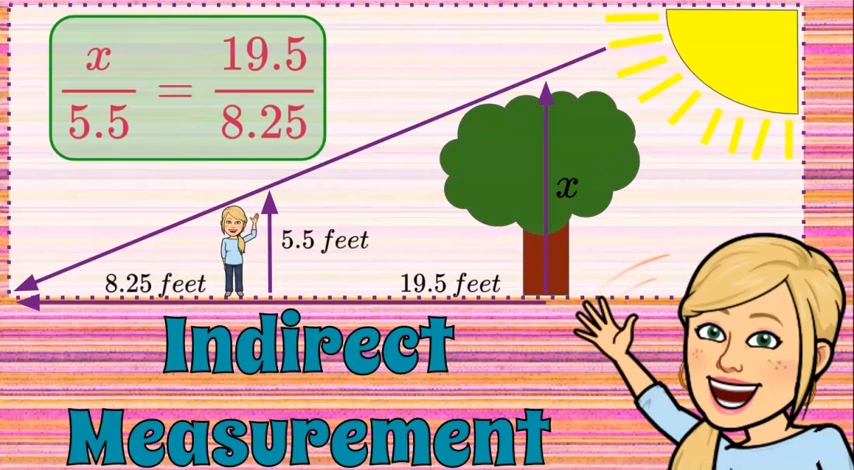 x/5.5 = 19.5/8.25
x
5.5 feet
8.25 feet
19.5 feet
Indirect
Measurement